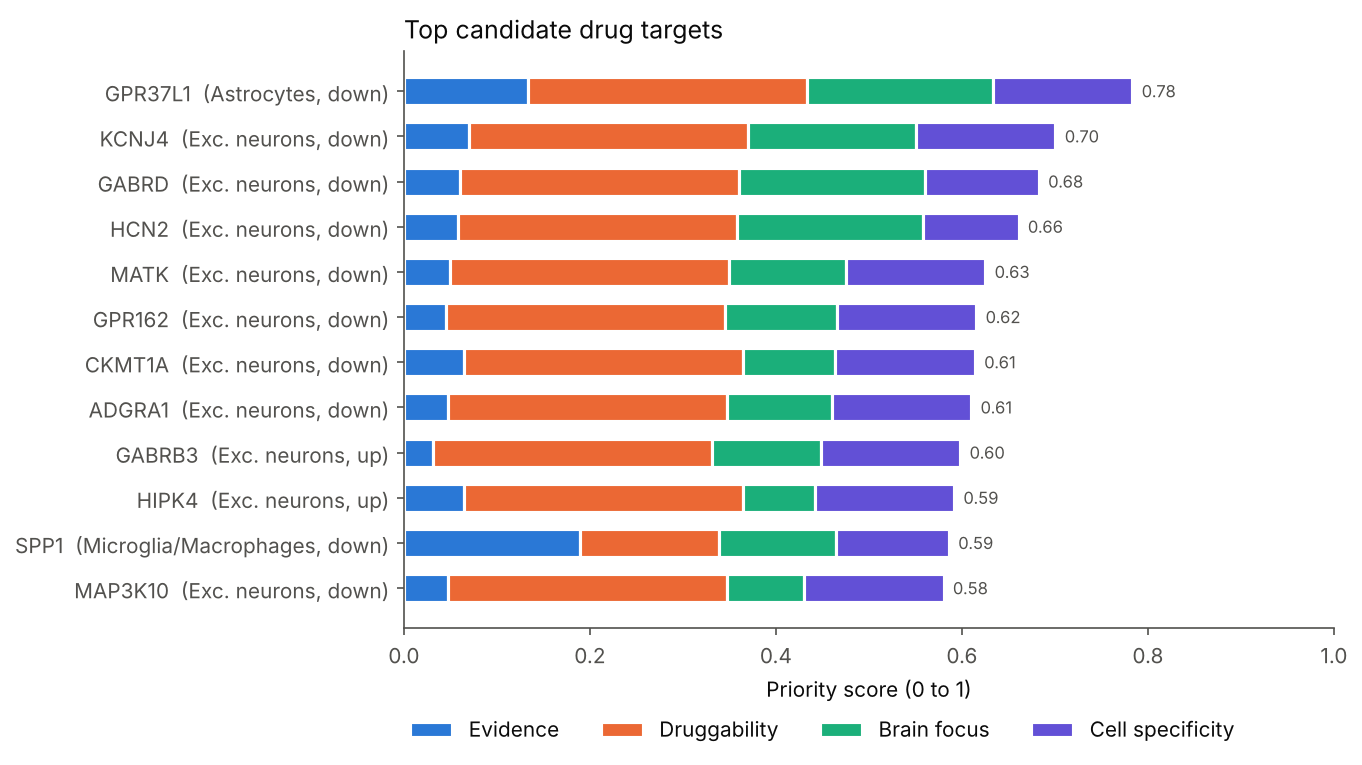 Top candidate drug targets
GPR37L1 (Astrocytes, down) 0.78
KCNJ4 (Exc. neurons, down) 0.70
GABRD (Exc. neurons, down) 0.68
HCN2 (Exc. neurons, down) 0.66
MATK (Exc. neurons, down) 0.63
GPR162 (Exc. neurons, down) 0.62
CKMT1A (Exc. neurons, down) 0.61
ADGRA1 (Exc. neurons, down) 0.61
GABRB3 (Exc. neurons, up) 0.60
HIPK4 (Exc. neurons, up) 0.59
SPP1 (Microglia/Macrophages, down) 0.59
MAP3K10 (Exc. neurons, down) 0.58
0.0 0.2 0.4 0.6 0.8 1.0
Priority score (0 to 1)
Evidence Druggability Brain focus Cell specificity